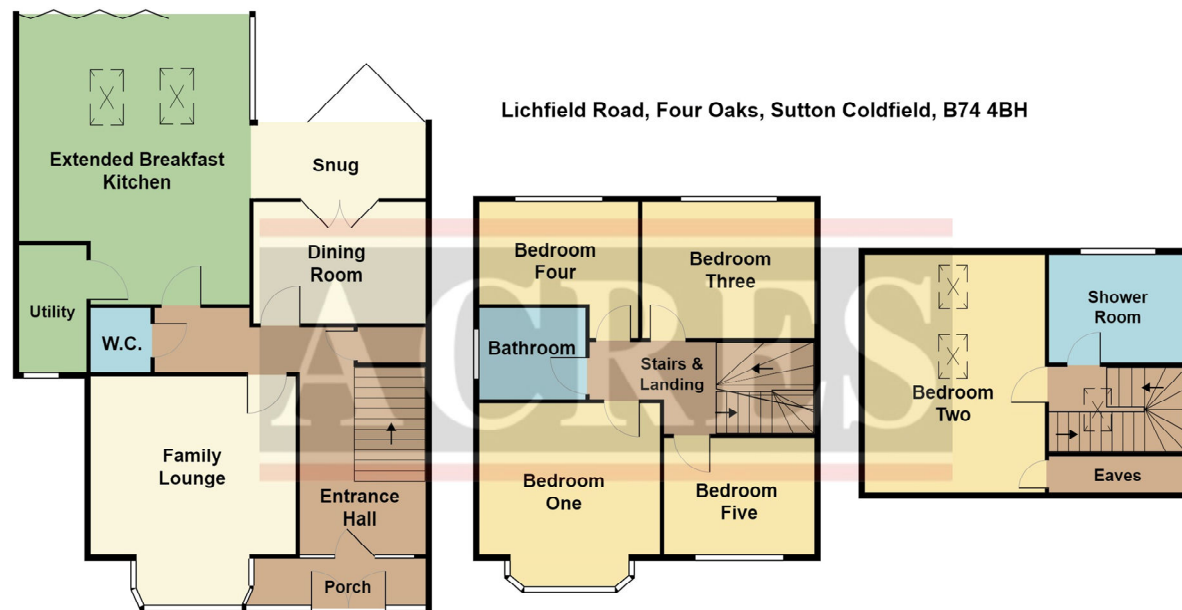 Lichfield Road, Four Oaks, Sutton Coldfield, B74 4BH
Extended Breakfast
Kitchen
Snug
Dining
Room
Utility
W.C.
Family
Lounge
Entrance
Hall
Porch
Bedroom
Four
Bedroom
Three
Bathroom
Stairs &
Landing
Bedroom
One
Bedroom
Five
Bedroom
Two
Shower
Room
Eaves
ACRES